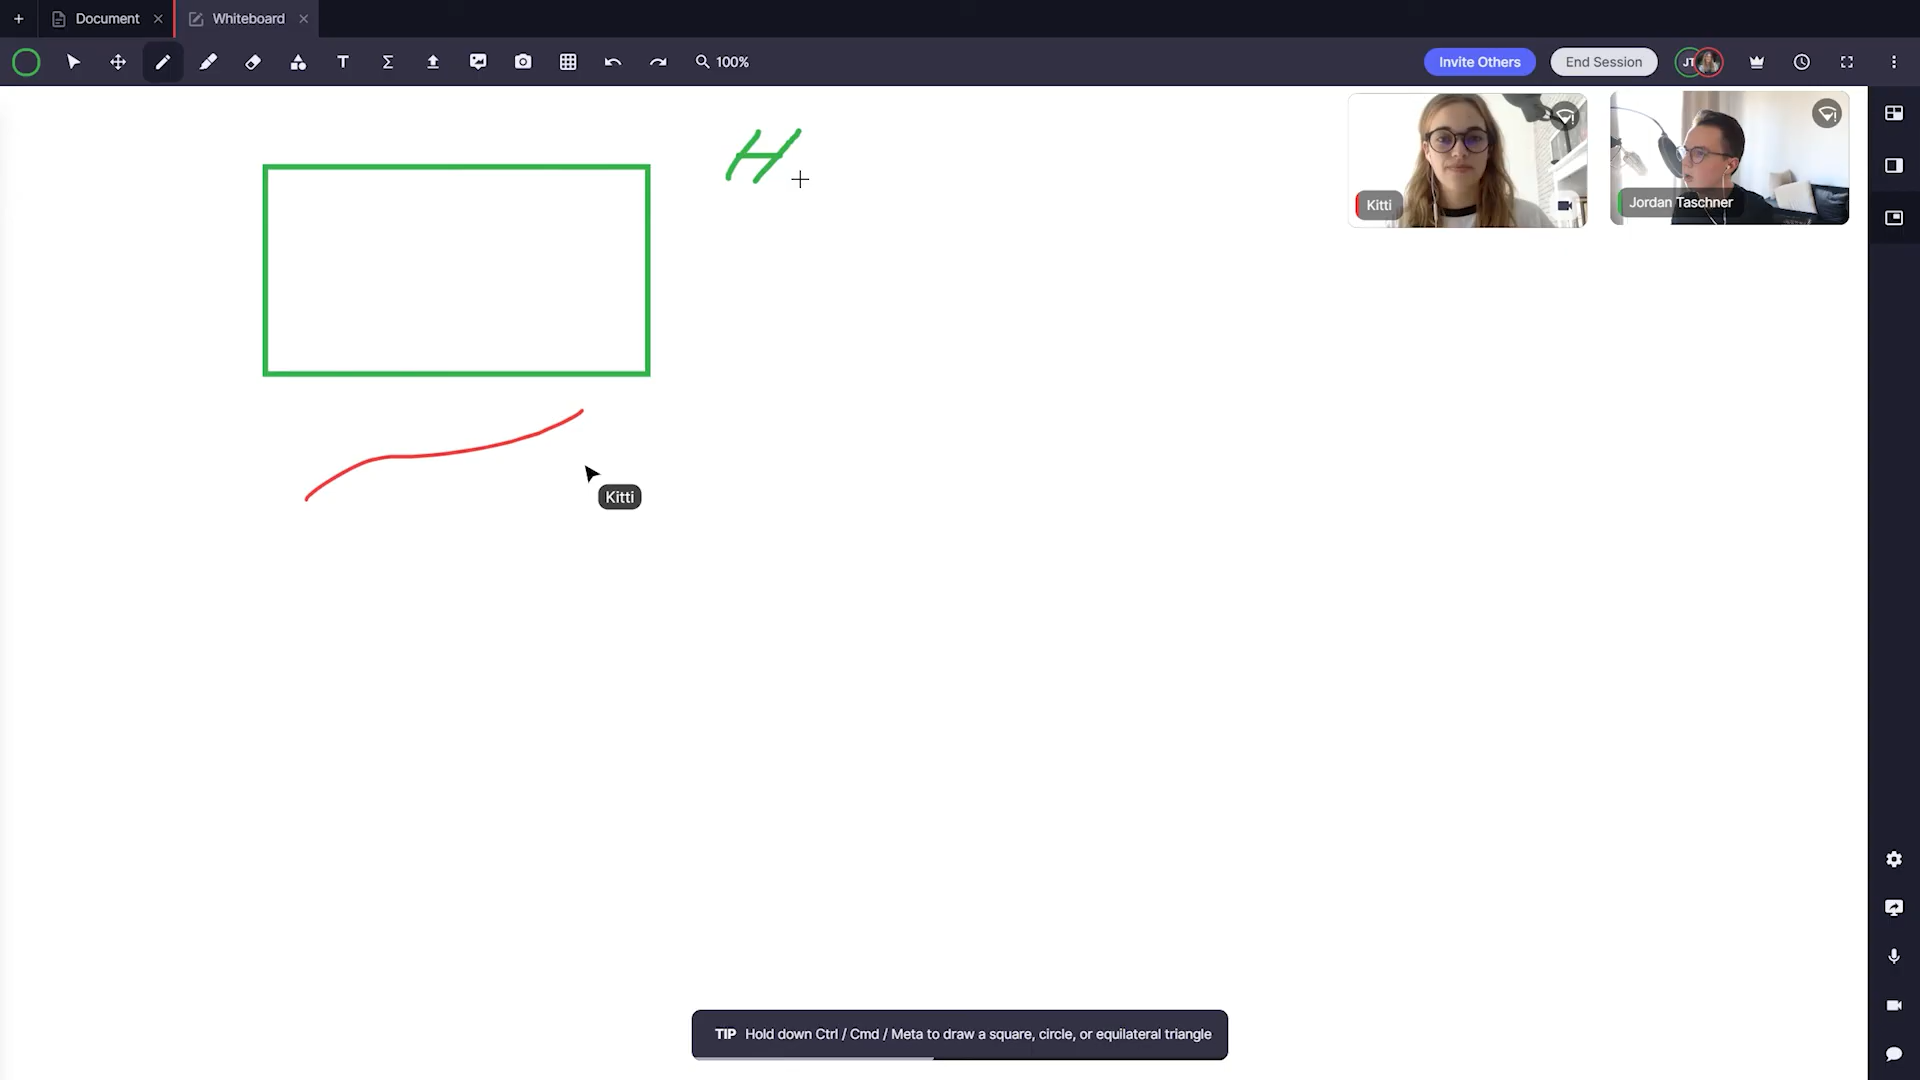 Document
Whiteboard
T
Σ
100%
Invite Others
End Session
JT
H
Kitti
Jordan Taschner
Kitti
TIP Hold down Ctrl / Cmd / Meta to draw a square, circle, or equilateral triangle